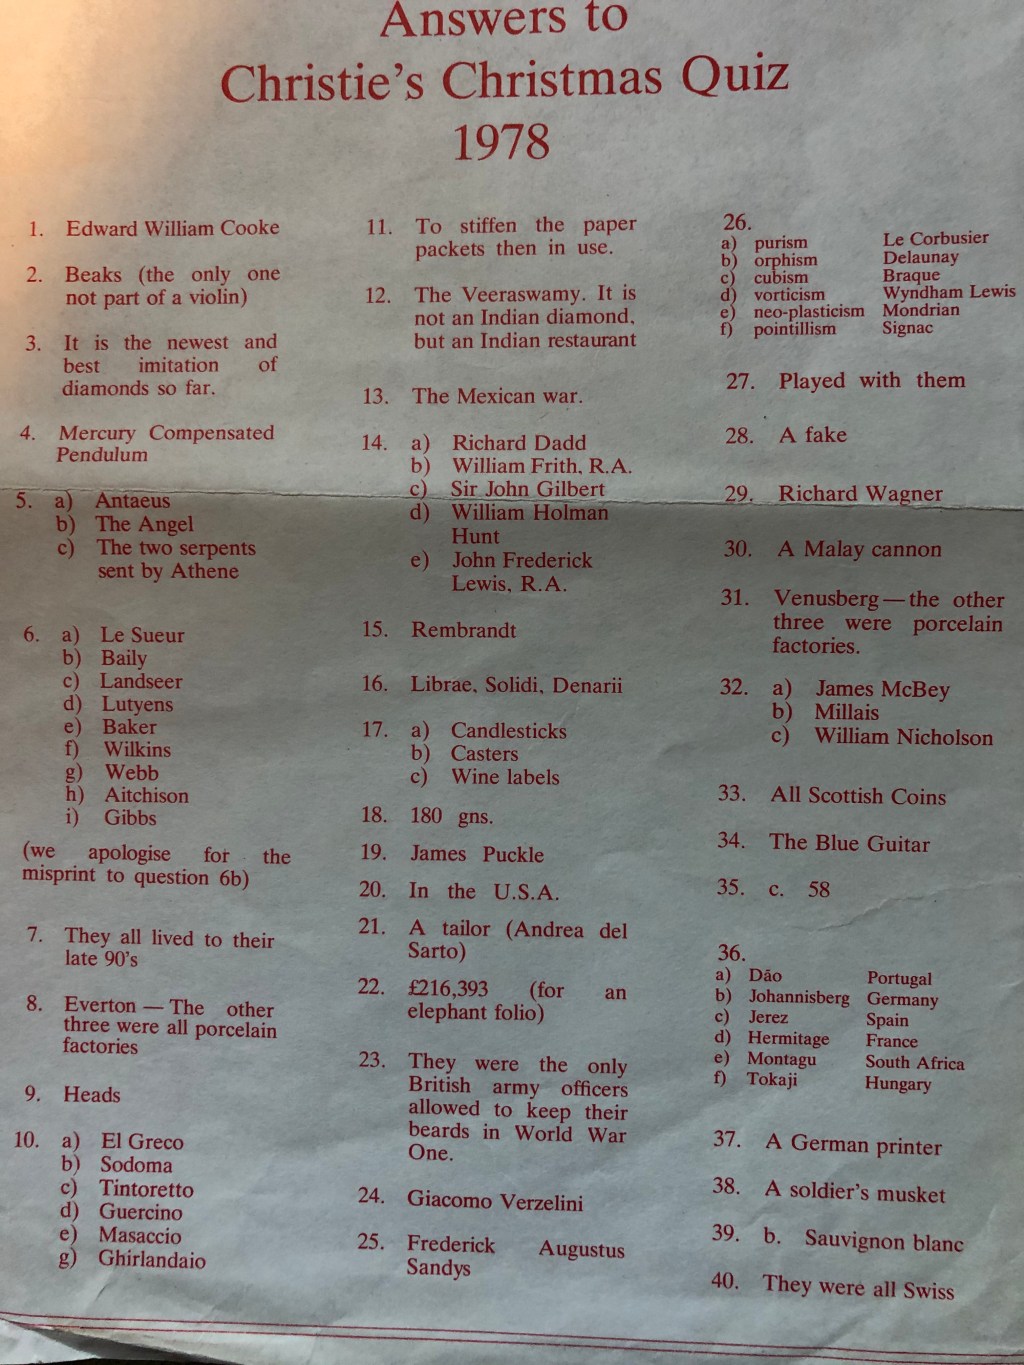 Answers to
Christie's Christmas Quiz
1978
1. Edward William Cooke
2. Beaks (the only one
not part of a violin)
3. It is the newest and
best imitation of
diamonds so far.
4. Mercury Compensated
Pendulum
5. a) Antaeus
b) The Angel
c) The two serpents
sent by Athene
6. a) Le Sueur
b) Baily
c) Landseer
d) Lutyens
e) Baker
f) Wilkins
g) Webb
h) Aitchison
i) Gibbs
(we apologise for the
misprint to question 6b)
7. They all lived to their
late 90's
8. Everton — The other
three were all porcelain
factories
9. Heads
10. a) El Greco
b) Sodoma
c) Tintoretto
d) Guercino
e) Masaccio
g) Ghirlandaio
11. To stiffen the paper
packets then in use.
12. The Veeraswamy. It is
not an Indian diamond,
but an Indian restaurant
13. The Mexican war.
14. a) Richard Dadd
b) William Frith, R.A.
c) Sir John Gilbert
d) William Holman
Hunt
e) John Frederick
Lewis, R.A.
15. Rembrandt
16. Librae, Solidi, Denarii
17. a) Candlesticks
b) Casters
c) Wine labels
18. 180 gns.
19. James Puckle
20. In the U.S.A.
21. A tailor (Andrea del
Sarto)
22. £216,393 (for an
elephant folio)
23. They were the only
British army officers
allowed to keep their
beards in World War
One.
24. Giacomo Verzelini
25. Frederick Augustus
Sandys
26.
a) purism Le Corbusier
b) orphism Delaunay
c) cubism Braque
d) vorticism Wyndham Lewis
e) neo-plasticism Mondrian
f) pointillism Signac
27. Played with them
28. A fake
29. Richard Wagner
30. A Malay cannon
31. Venusberg — the other
three were porcelain
factories.
32. a) James McBey
b) Millais
c) William Nicholson
33. All Scottish Coins
34. The Blue Guitar
35. c. 58
36.
a) Dâo Portugal
b) Johannisberg Germany
c) Jerez Spain
d) Hermitage France
e) Montagu South Africa
f) Tokaji Hungary
37. A German printer
38. A soldier's musket
39. b. Sauvignon blanc
40. They were all Swiss